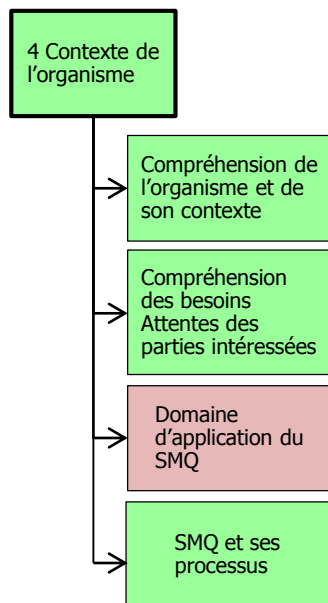 4 Contexte de
l'organisme
Compréhension de
l'organisme et de
son contexte
Compréhension
des besoins
Attentes des
parties intéressées
Domaine
d'application du
SMQ
SMQ et ses
processus